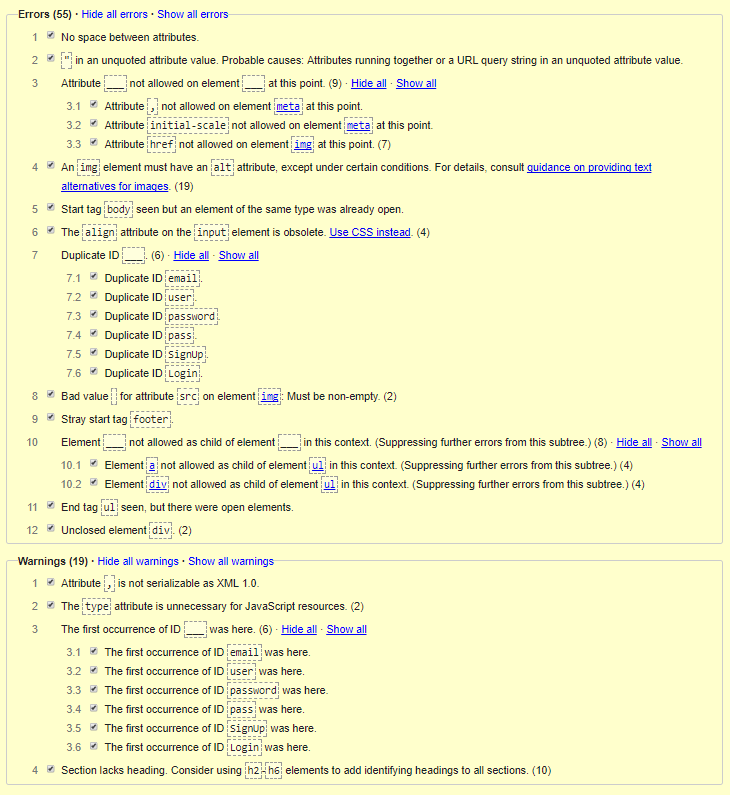 Errors (55) · Hide all errors · Show all errors
1 No space between attributes.
2 " in an unquoted attribute value. Probable causes: Attributes running together or a URL query string in an unquoted attribute value.
3 Attribute ___ not allowed on element ___ at this point. (9) · Hide all · Show all
3.1 Attribute , not allowed on element meta at this point.
3.2 Attribute initial-scale not allowed on element meta at this point.
3.3 Attribute href not allowed on element img at this point. (7)
4 An img element must have an alt attribute, except under certain conditions. For details, consult guidance on providing text
alternatives for images. (19)
5 Start tag body seen but an element of the same type was already open.
6 The align attribute on the input element is obsolete. Use CSS instead. (4)
7 Duplicate ID ___. (6) · Hide all · Show all
7.1 Duplicate ID email.
7.2 Duplicate ID user.
7.3 Duplicate ID password.
7.4 Duplicate ID pass.
7.5 Duplicate ID SignUp.
7.6 Duplicate ID Login.
8 Bad value for attribute src on element img: Must be non-empty. (2)
9 Stray start tag footer.
10 Element ___ not allowed as child of element ___ in this context. (Suppressing further errors from this subtree.) (8) · Hide all · Show all
10.1 Element a not allowed as child of element ul in this context. (Suppressing further errors from this subtree.) (4)
10.2 Element div not allowed as child of element ul in this context. (Suppressing further errors from this subtree.) (4)
11 End tag ul seen, but there were open elements.
12 Unclosed element div. (2)
Warnings (19) · Hide all warnings · Show all warnings
1 Attribute , is not serializable as XML 1.0.
2 The type attribute is unnecessary for JavaScript resources. (2)
3 The first occurrence of ID ___ was here. (6) · Hide all · Show all
3.1 The first occurrence of ID email was here.
3.2 The first occurrence of ID user was here.
3.3 The first occurrence of ID password was here.
3.4 The first occurrence of ID pass was here.
3.5 The first occurrence of ID SignUp was here.
3.6 The first occurrence of ID Login was here.
4 Section lacks heading. Consider using h2-h6 elements to add identifying headings to all sections. (10)